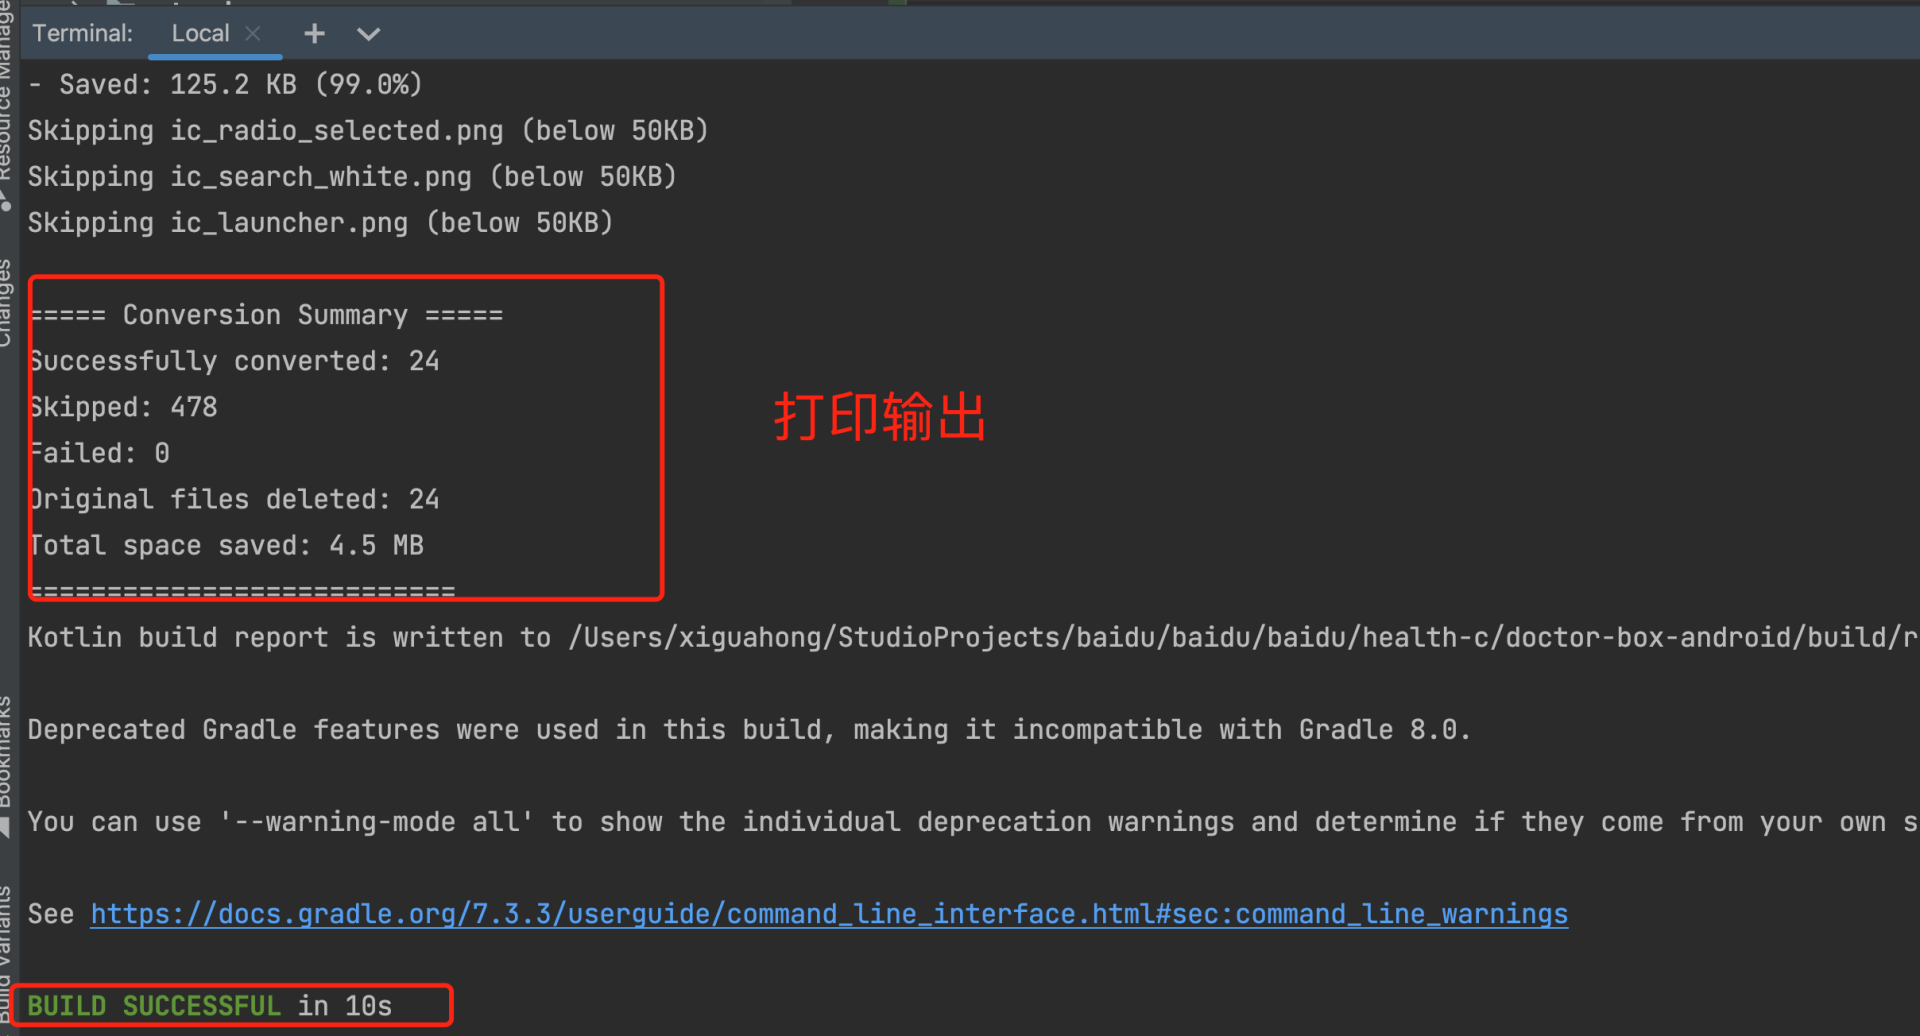 Terminal: Local
- Saved: 125.2 KB (99.0%)
Skipping ic_radio_selected.png (below 50KB)
Skipping ic_search_white.png (below 50KB)
Skipping ic_launcher.png (below 50KB)
===== Conversion Summary =====
Successfully converted: 24
Skipped: 478
Failed: 0
Original files deleted: 24
Total space saved: 4.5 MB
===========================
打印输出
Kotlin build report is written to /Users/xiguahong/StudioProjects/baidu/baidu/baidu/health-c/doctor-box-android/build/r
Deprecated Gradle features were used in this build, making it incompatible with Gradle 8.0.
You can use '--warning-mode all' to show the individual deprecation warnings and determine if they come from your own s
See https://docs.gradle.org/7.3.3/userguide/command_line_interface.html#sec:command_line_warnings
BUILD SUCCESSFUL in 10s
Resource Manage
Changes
Bookmarks
Build Variants